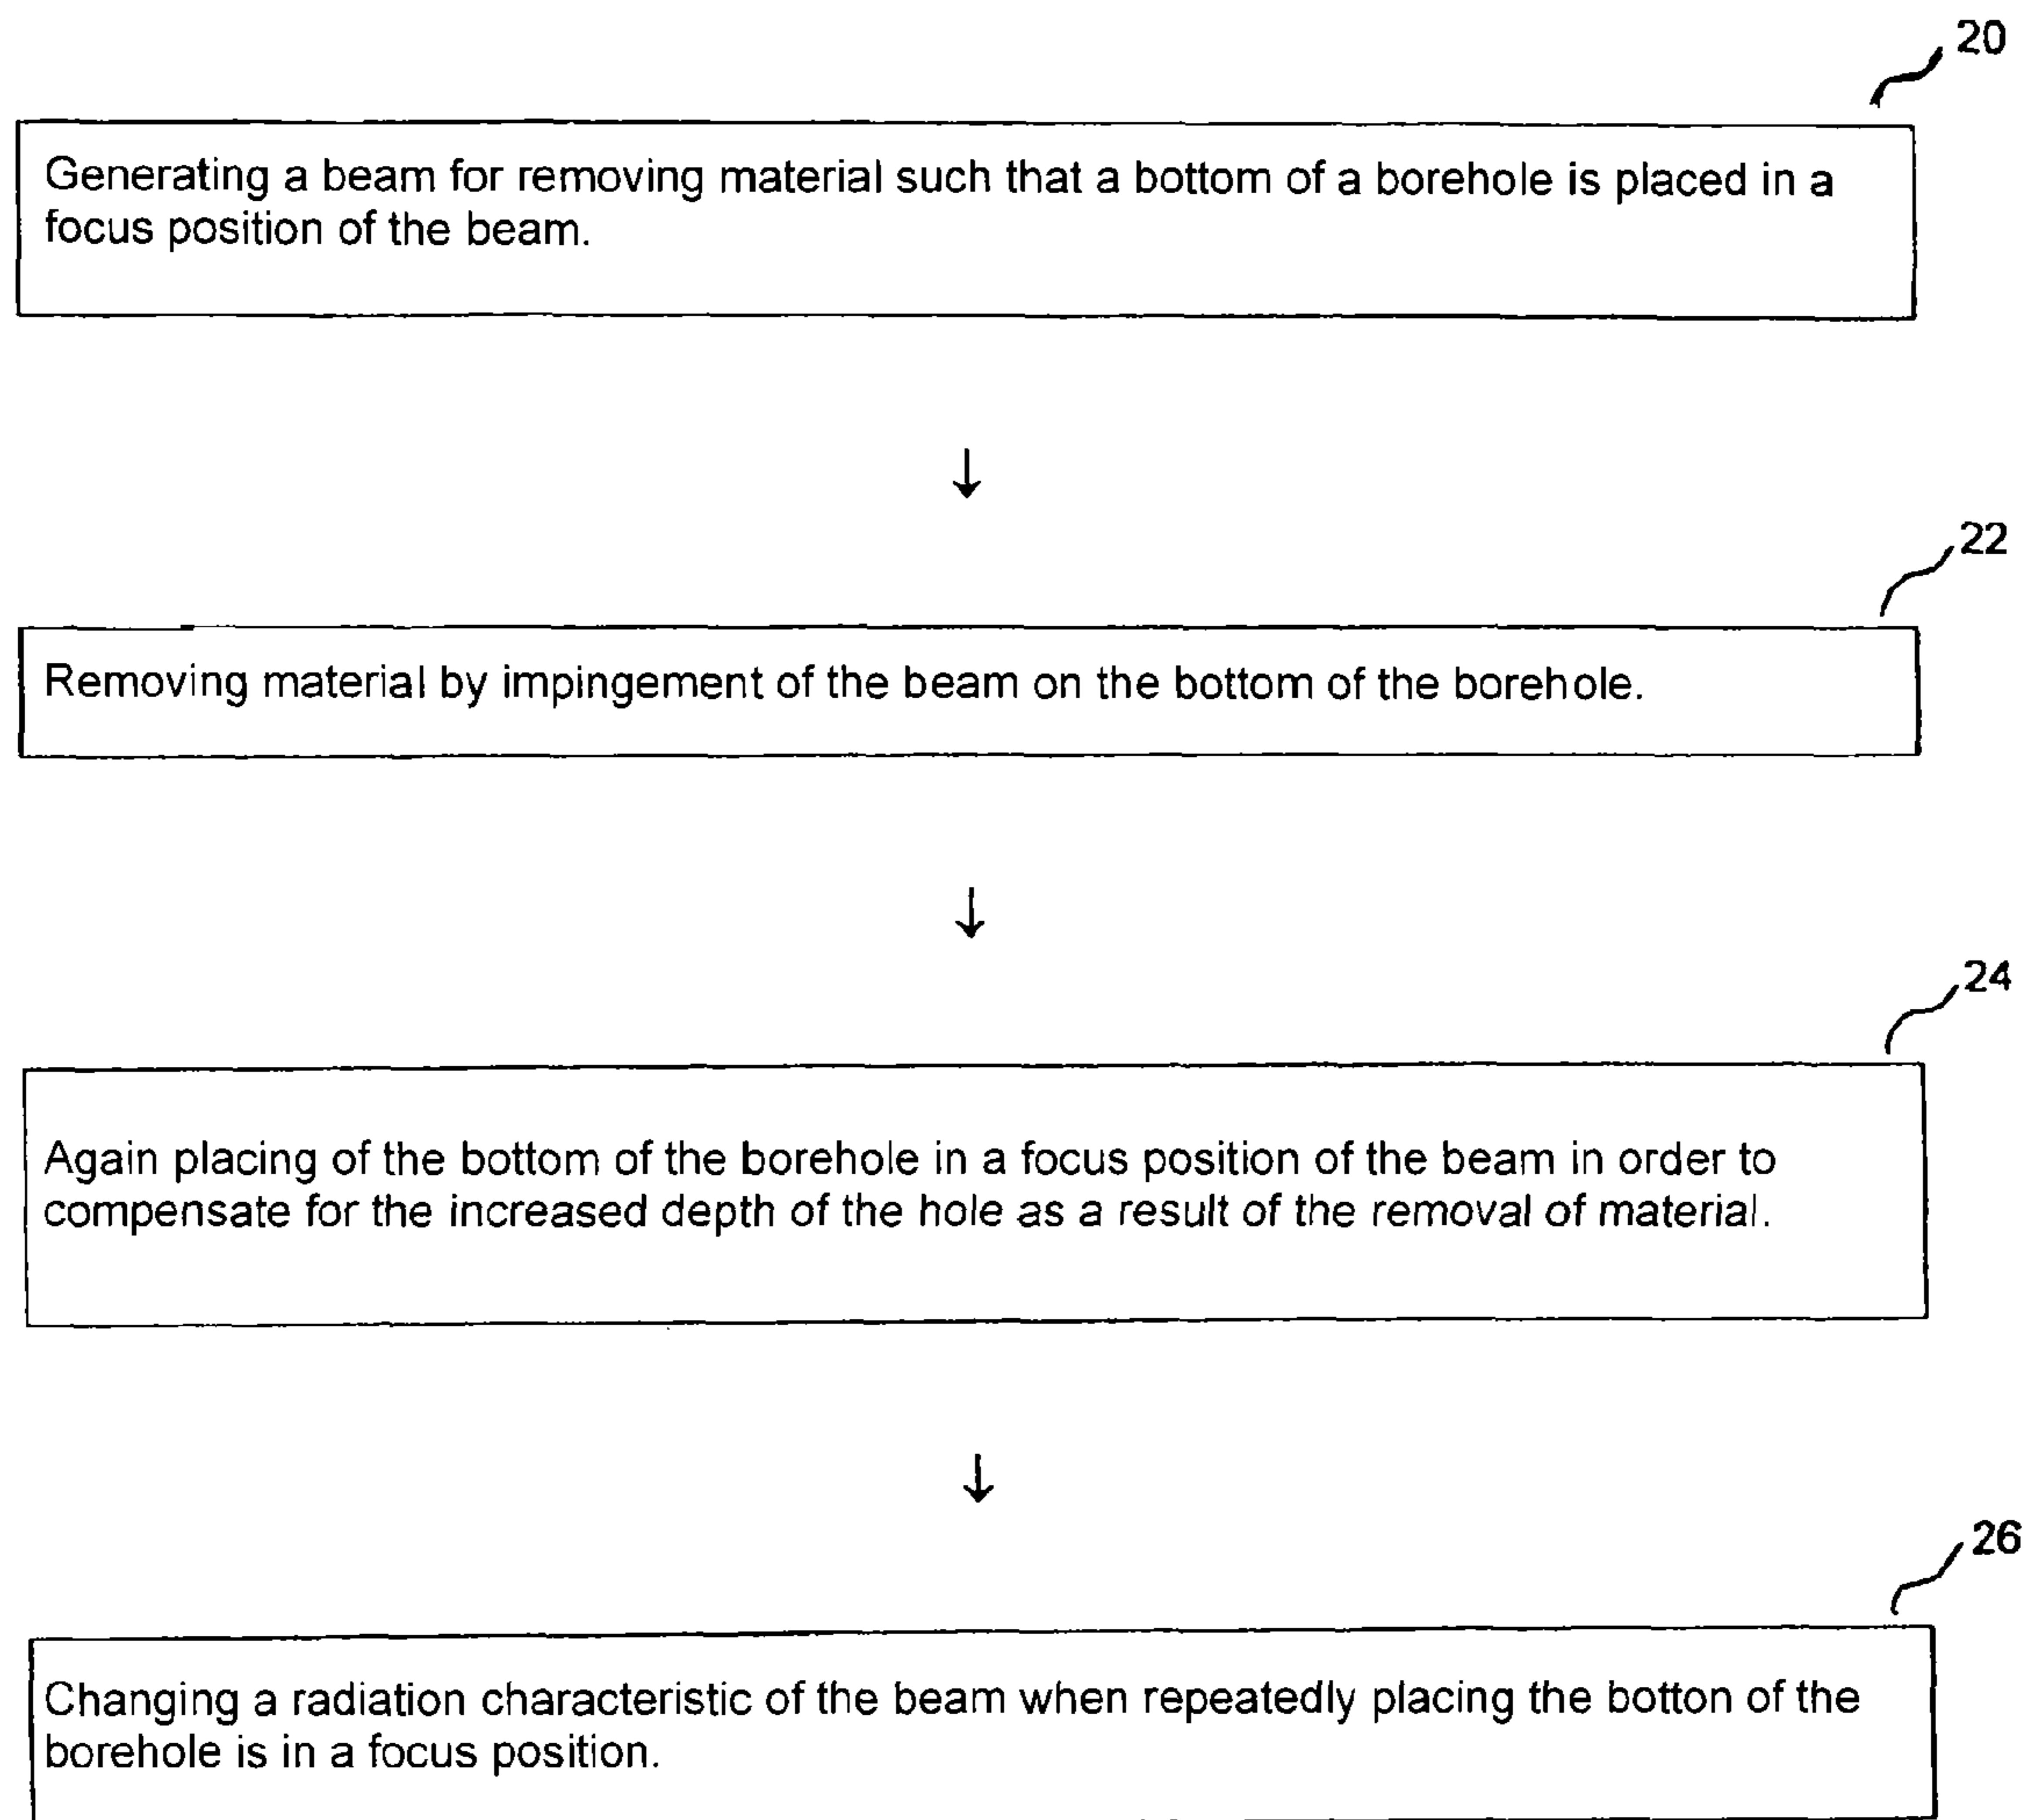 20
Generating a beam for removing material such that a bottom of a borehole is placed in a
focus position of the beam.
22
Removing material by impingement of the beam on the bottom of the borehole.
24
Again placing of the bottom of the borehole in a focus position of the beam in order to
compensate for the increased depth of the hole as a result of the removal of material.
26
Changing a radiation characteristic of the beam when repeatedly placing the botton of the
borehole is in a focus position.